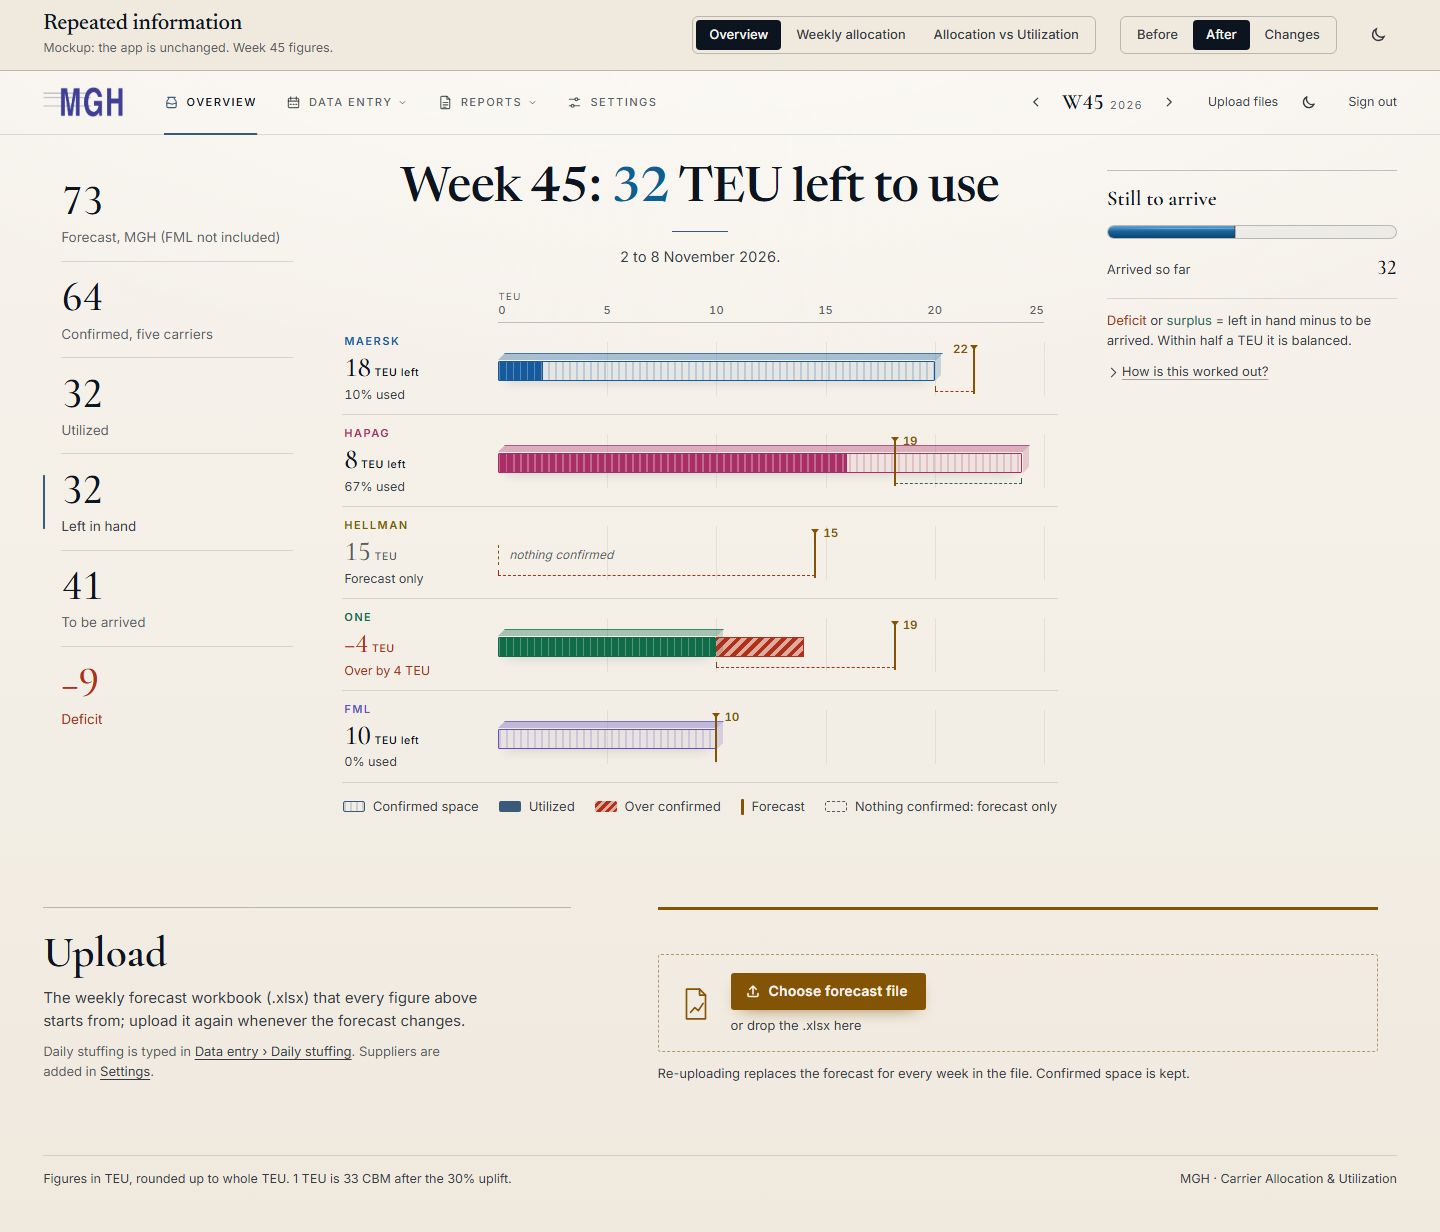 Repeated information
Mockup: the app is unchanged. Week 45 figures.
Overview
Weekly allocation
Allocation vs Utilization
Before
After
Changes
MGH
OVERVIEW
DATA ENTRY
REPORTS
SETTINGS
W45 2026
Upload files
Sign out
73
Forecast, MGH (FML not included)
64
Confirmed, five carriers
32
Utilized
32
Left in hand
41
To be arrived
–9
Deficit
Week 45: 32 TEU left to use
2 to 8 November 2026.
TEU
0 5 10 15 20 25
MAERSK
18 TEU left
10% used
22
HAPAG
8 TEU left
67% used
19
HELLMAN
15 TEU
Forecast only
nothing confirmed
15
ONE
–4 TEU
Over by 4 TEU
19
FML
10 TEU left
0% used
10
Confirmed space
Utilized
Over confirmed
Forecast
Nothing confirmed: forecast only
Still to arrive
Arrived so far 32
Deficit or surplus = left in hand minus to be
arrived. Within half a TEU it is balanced.
How is this worked out?
Upload
The weekly forecast workbook (.xlsx) that every figure above
starts from; upload it again whenever the forecast changes.
Daily stuffing is typed in Data entry › Daily stuffing. Suppliers are
added in Settings.
Choose forecast file
or drop the .xlsx here
Re-uploading replaces the forecast for every week in the file. Confirmed space is kept.
Figures in TEU, rounded up to whole TEU. 1 TEU is 33 CBM after the 30% uplift.
MGH · Carrier Allocation & Utilization